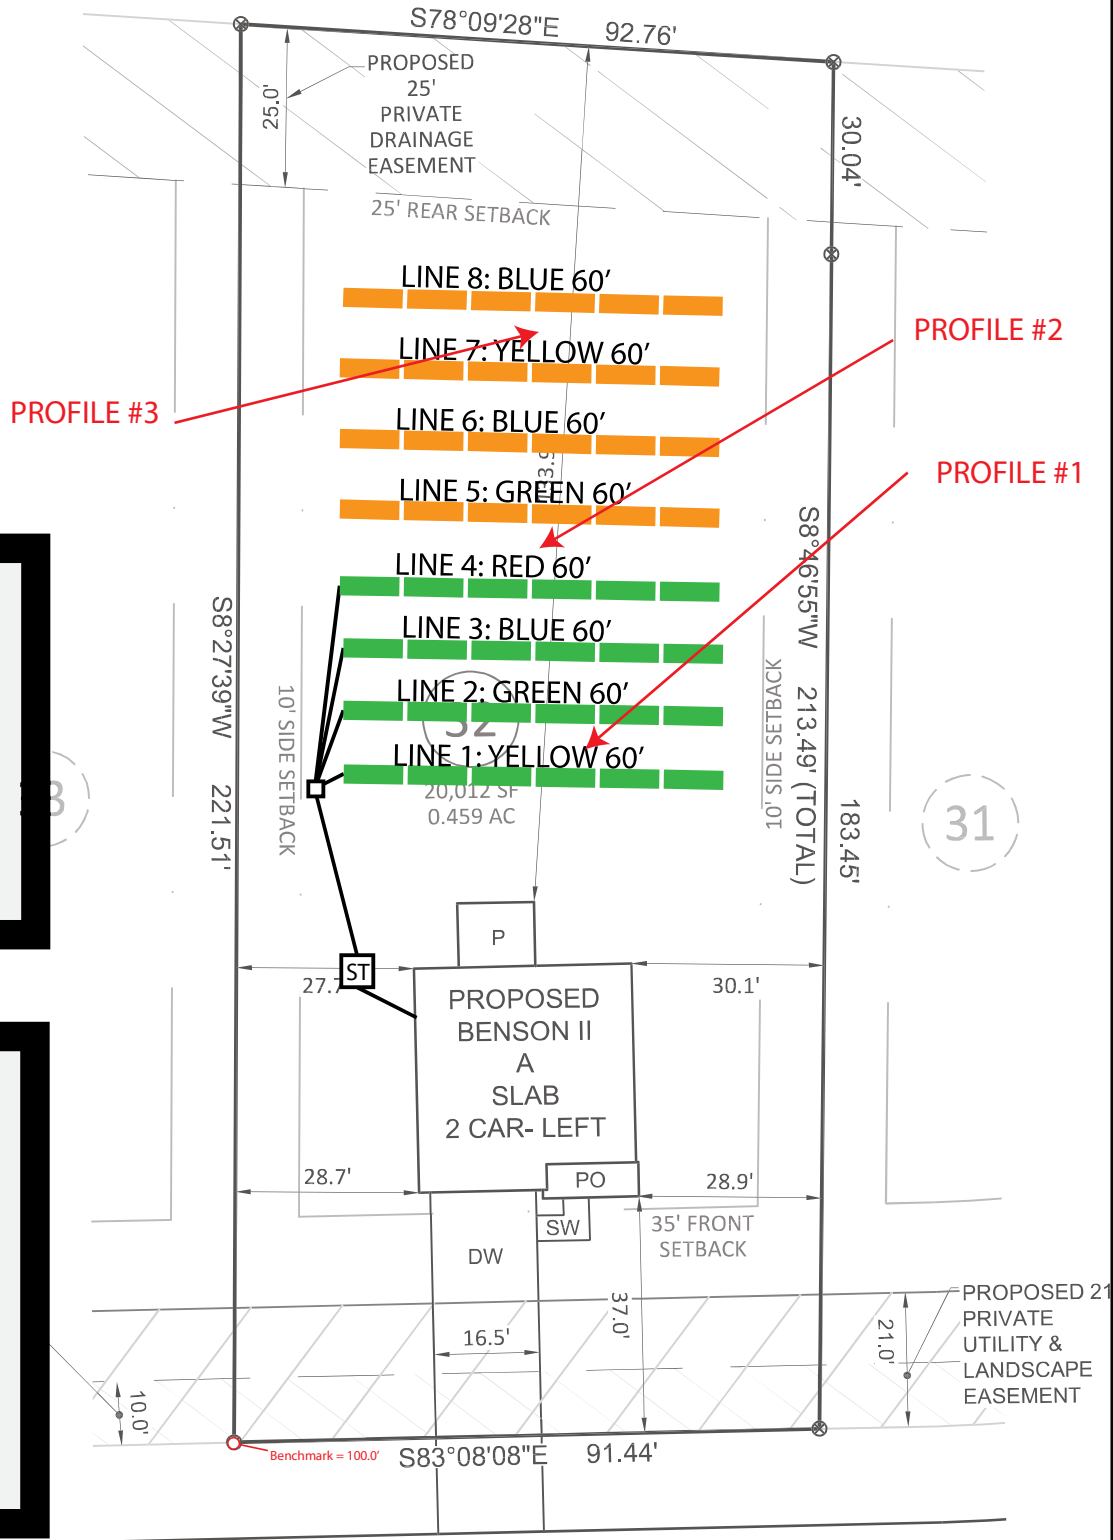 S78°09'28"E 92.76'
PROPOSED
25'
PRIVATE
DRAINAGE
EASEMENT
25.0'
30.04'
25' REAR SETBACK
LINE 8: BLUE 60’
PROFILE #2
LINE 7: YELLOW 60’
PROFILE #3
LINE 6: BLUE 60’
PROFILE #1
LINE 5: GREEN 60’
LINE 4: RED 60’
LINE 3: BLUE 60’
LINE 2: GREEN 60’
32
LINE 1: YELLOW 60’
20,012 SF
0.459 AC
S8°27'39"W 221.51'
10' SIDE SETBACK
10' SIDE SETBACK
S8°46'55"W 213.49' (TOTAL)
183.45'
31
P
ST
27.7
30.1'
PROPOSED
BENSON II
A
SLAB
2 CAR- LEFT
28.7'
PO
28.9'
SW
35' FRONT
SETBACK
DW
37.0'
16.5'
21.0'
PROPOSED 21
PRIVATE
UTILITY &
LANDSCAPE
EASEMENT
10.0'
Benchmark = 100.0'
S83°08'08"E 91.44'